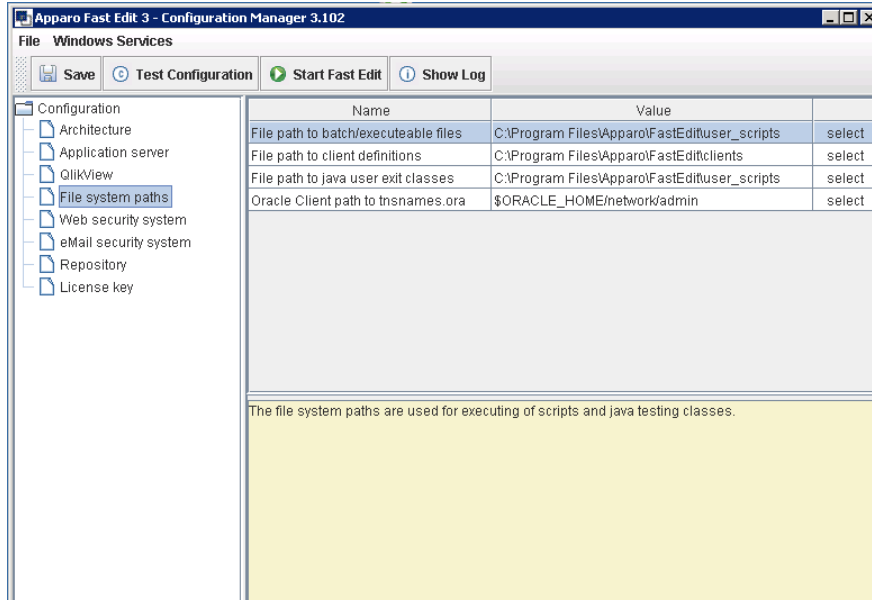 Apparo Fast Edit 3 - Configuration Manager 3.102
File Windows Services
Save Test Configuration Start Fast Edit Show Log
Configuration
Architecture
Application server
QlikView
File system paths
Web security system
eMail security system
Repository
License key
Name Value
File path to batch/executeable files C:\Program Files\Apparo\FastEdit\user_scripts select
File path to client definitions C:\Program Files\Apparo\FastEdit\clients select
File path to java user exit classes C:\Program Files\Apparo\FastEdit\user_scripts select
Oracle Client path to tnsnames.ora $ORACLE_HOME/network/admin select
The file system paths are used for executing of scripts and java testing classes.